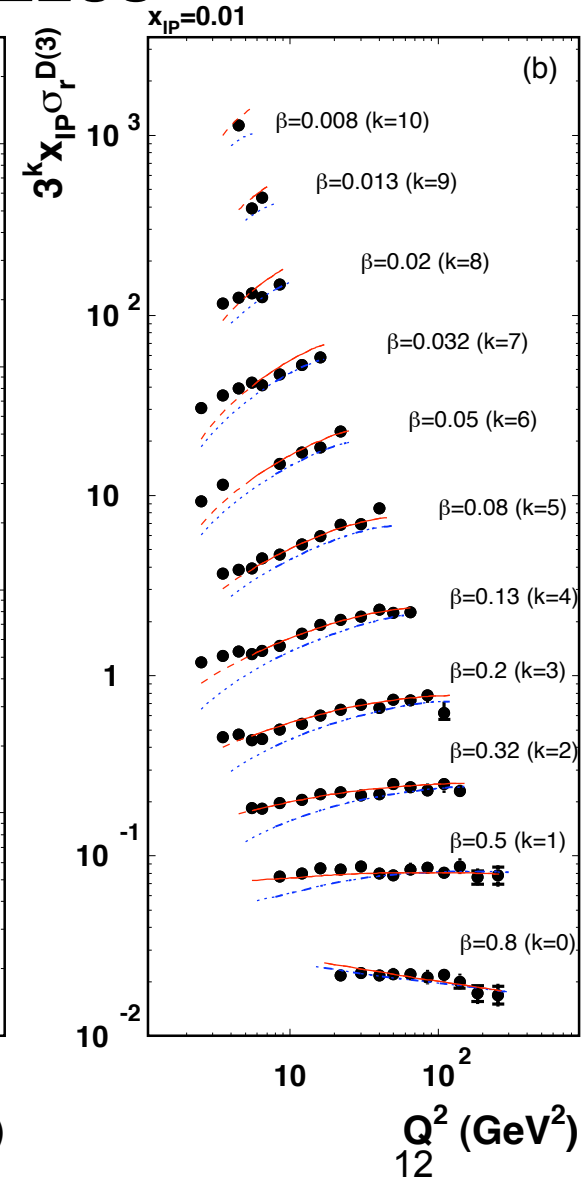 x_IP=0.01
(b)
3^k x_IP σ_r^D(3)
10^3
β=0.008 (k=10)
β=0.013 (k=9)
β=0.02 (k=8)
10^2
β=0.032 (k=7)
β=0.05 (k=6)
10
β=0.08 (k=5)
β=0.13 (k=4)
1
β=0.2 (k=3)
β=0.32 (k=2)
10^-1
β=0.5 (k=1)
β=0.8 (k=0)
10^-2
10 10^2
Q^2 (GeV^2)
12